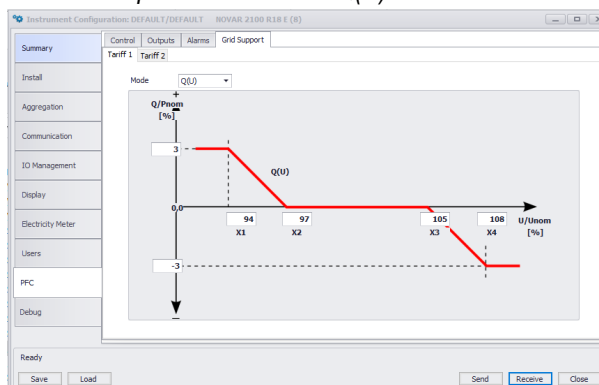 Instrument Configuration: DEFAULT/DEFAULT NOVAR 2100 R18 E (8)
Summary
Install
Aggregation
Communication
IO Management
Display
Electricity Meter
Users
PFC
Debug
Control Outputs Alarms Grid Support
Tariff 1 Tariff 2
Mode Q(U)
+
Q/Pnom
[%]
3
Q(U)
0,0
94 97 105 108 U/Unom
X1 X2 X3 X4 [%]
-3
−
Ready
Save Load Send Receive Close